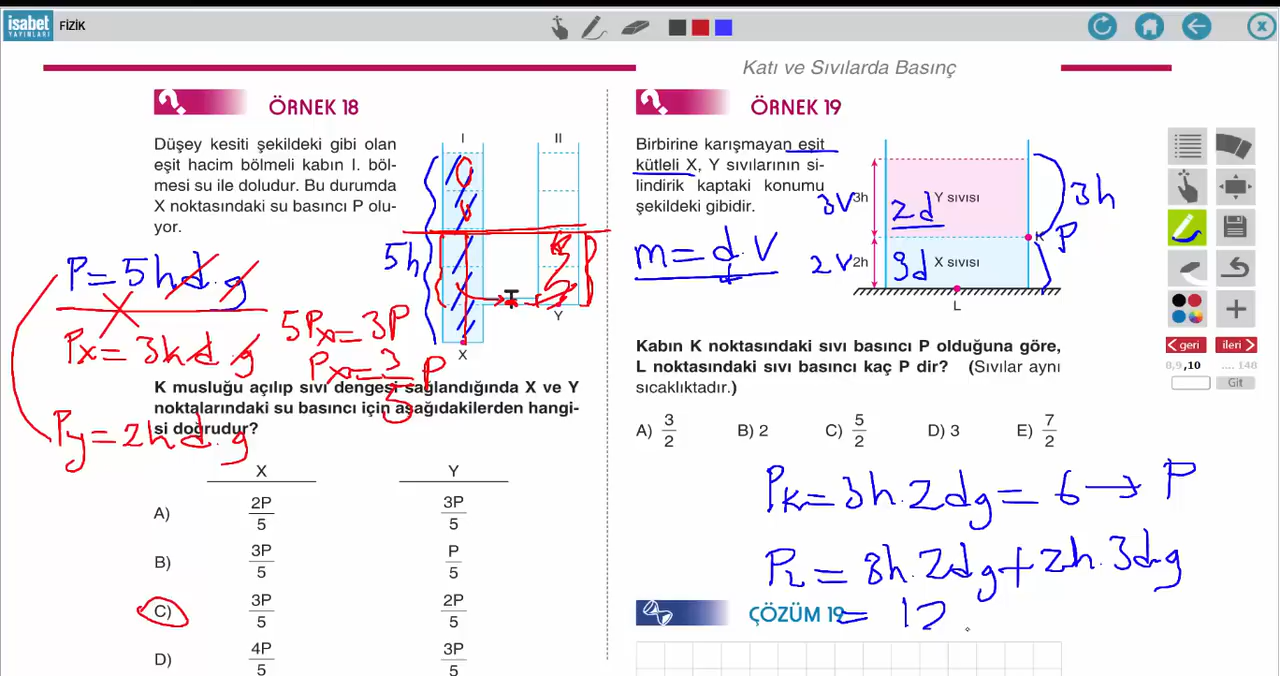 isabet
YAYINLARI
FİZİK
Katı ve Sıvılarda Basınç
ÖRNEK 18
Düşey kesiti şekildeki gibi olan
eşit hacim bölmeli kabın I. böl-
mesi su ile doludur. Bu durumda
X noktasındaki su basıncı P olu-
yor.
I
II
5h
X
Y
P = 5hd.g
Px = 3hd g
5Px = 3P
Px = 3/5 P
Py = 2hd.g
K musluğu açılıp sıvı dengesi sağlandığında X ve Y
noktalarındaki su basıncı için aşağıdakilerden hangi-
si doğrudur?
X Y
A) 2P/5 3P/5
B) 3P/5 P/5
C) 3P/5 2P/5
D) 4P/5 3P/5
ÖRNEK 19
Birbirine karışmayan eşit
kütleli X, Y sıvılarının si-
lindirik kaptaki konumu
şekildeki gibidir.
m = d.V
3V 3h 2d Y sıvısı 3h
K P
2V 2h 3d X sıvısı
L
Kabın K noktasındaki sıvı basıncı P olduğuna göre,
L noktasındaki sıvı basıncı kaç P dir? (Sıvılar aynı
sıcaklıktadır.)
A) 3/2 B) 2 C) 5/2 D) 3 E) 7/2
PK = 3h.2dg = 6 → P
PL = 3h.2dg + 2h.3d.g
= 12
ÇÖZÜM 19
geri
ileri
8,9,10 .... 148
Git